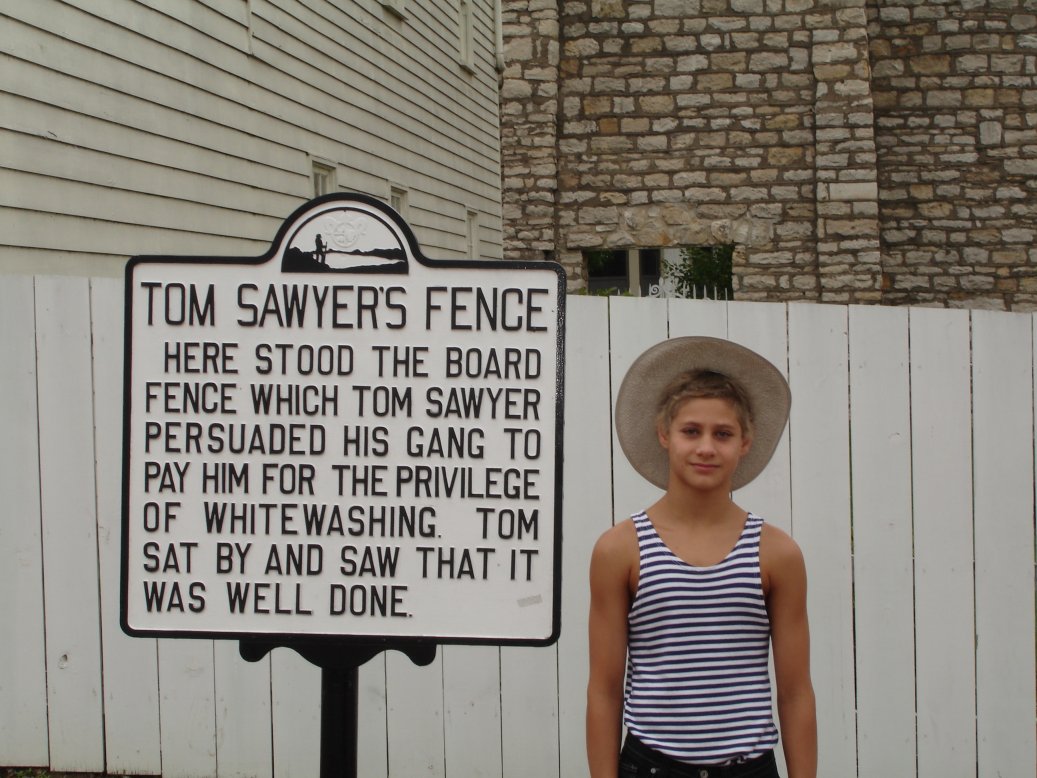 TOM SAWYER'S FENCE
HERE STOOD THE BOARD
FENCE WHICH TOM SAWYER
PERSUADED HIS GANG TO
PAY HIM FOR THE PRIVILEGE
OF WHITEWASHING. TOM
SAT BY AND SAW THAT IT
WAS WELL DONE.